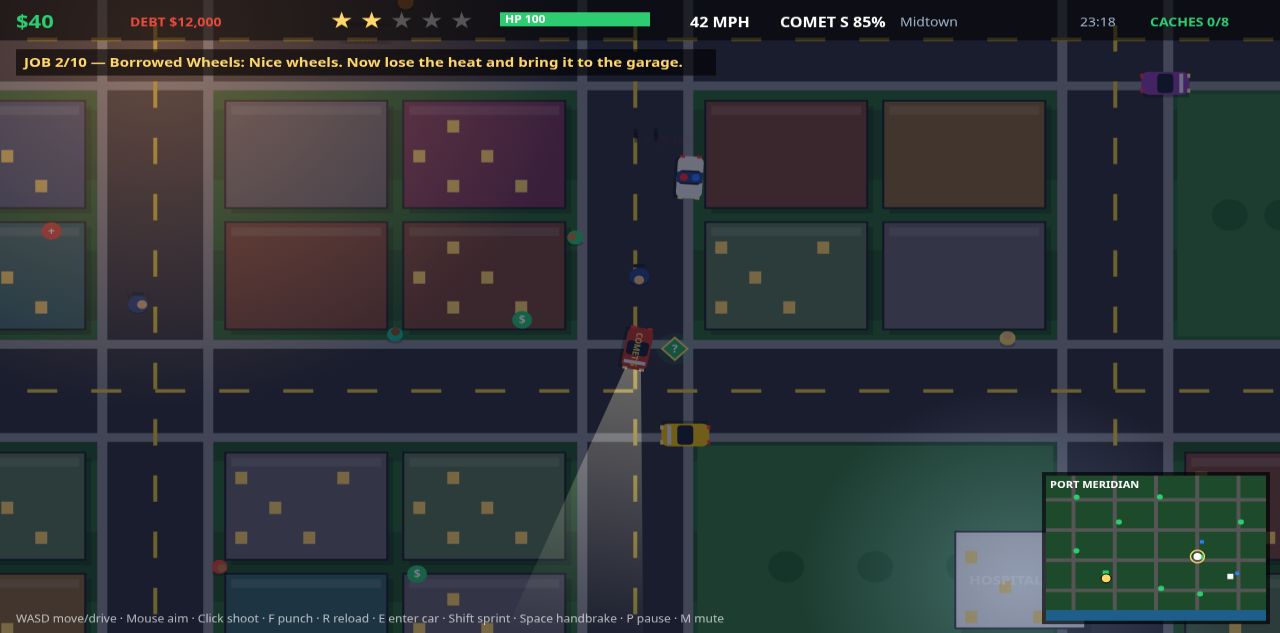 $40 DEBT $12,000 HP 100 42 MPH COMET S 85% Midtown 23:18 CACHES 0/8
JOB 2/10 — Borrowed Wheels: Nice wheels. Now lose the heat and bring it to the garage.
+
$
COMET
?
$
HOSPITAL
PORT MERIDIAN
WASD move/drive · Mouse aim · Click shoot · F punch · R reload · E enter car · Shift sprint · Space handbrake · P pause · M mute